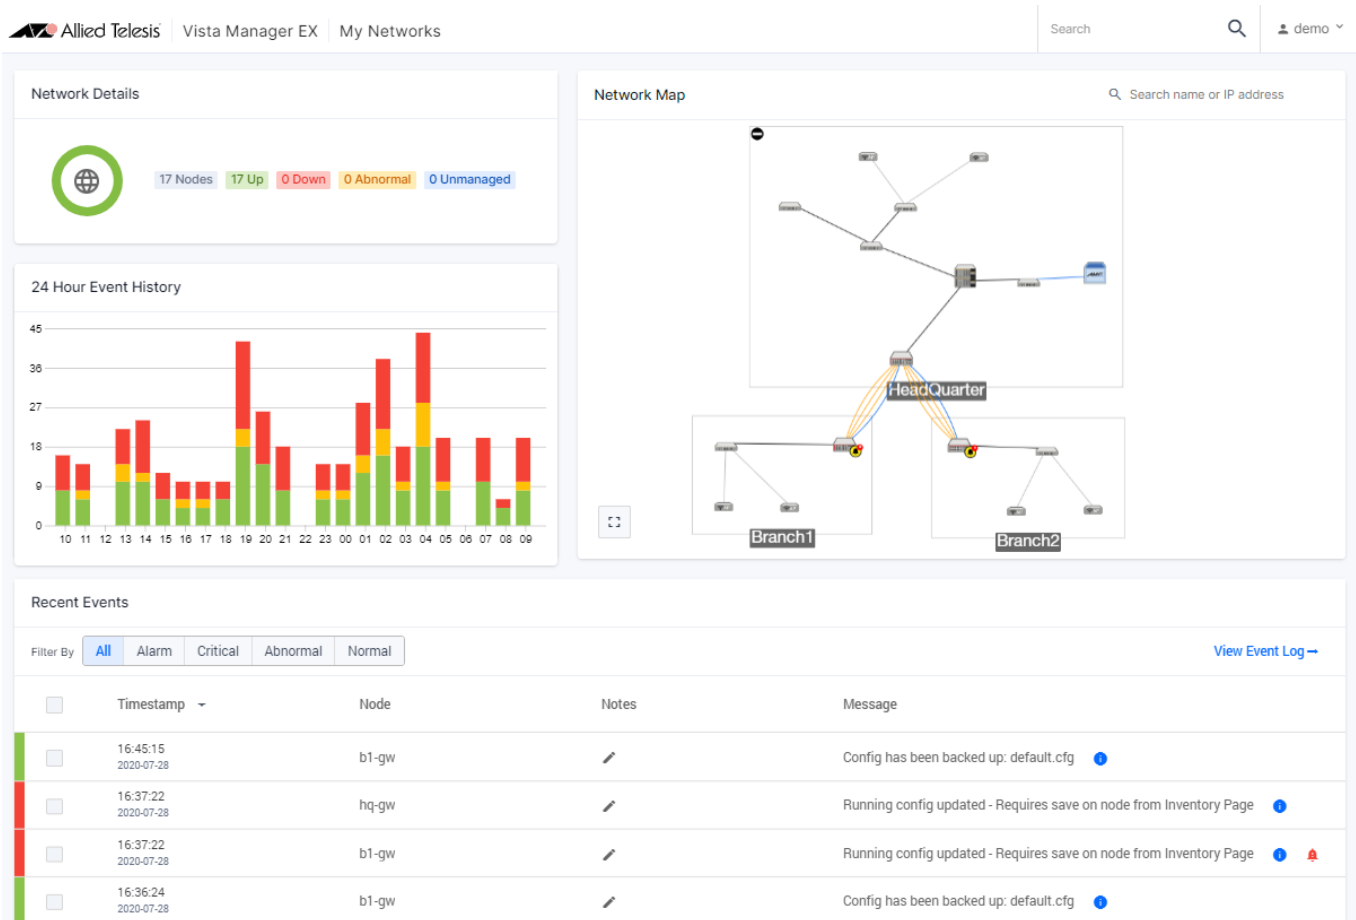 Allied Telesis
Vista Manager EX
My Networks
Search
demo
Network Details
17 Nodes
17 Up
0 Down
0 Abnormal
0 Unmanaged
24 Hour Event History
45
36
27
18
9
0
10 11 12 13 14 15 16 17 18 19 20 21 22 23 00 01 02 03 04 05 06 07 08 09
Network Map
Search name or IP address
HeadQuarter
Branch1
Branch2
Recent Events
Filter By
All
Alarm
Critical
Abnormal
Normal
View Event Log
Timestamp
Node
Notes
Message
16:45:15
2020-07-28
b1-gw
Config has been backed up: default.cfg
16:37:22
2020-07-28
hq-gw
Running config updated - Requires save on node from Inventory Page
16:37:22
2020-07-28
b1-gw
Running config updated - Requires save on node from Inventory Page
16:36:24
2020-07-28
b1-gw
Config has been backed up: default.cfg